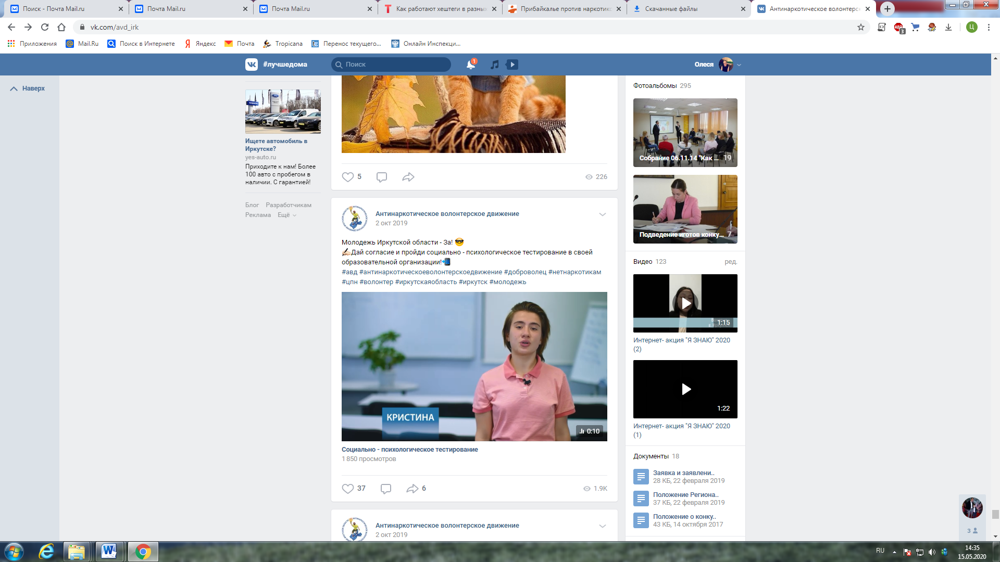 Поиск - Почта Mail.ru
Почта Mail.ru
Почта Mail.ru
Как работают хештеги в разных
Прибайкалье против наркотико
Скачанные файлы
Антинаркотическое волонтерс
vk.com/avd_irk
3
Ц
Приложения
Mail.Ru
Поиск в Интернете
Яндекс
Почта
Tropicana
Перенос текущего...
Онлайн Инспекци...
#лучшедома
Поиск
1
Олеся
Наверх
Ищете автомобиль в
Иркутске?
yes-auto.ru
Приходите к нам! Более
100 авто с пробегом в
наличии. С гарантией!
Блог Разработчикам
Реклама Ещё
5
226
Антинаркотическое волонтерское движение
2 окт 2019
Молодежь Иркутской области - За!
Дай согласие и пройди социально - психологическое тестирование в своей
образовательной организации!
#авд #антинаркотическоеволонтерскоедвижение #доброволец #нетнаркотикам
#цпн #волонтер #иркутскаяобласть #иркутск #молодежь
КРИСТИНА
0:10
Социально - психологическое тестирование
1 850 просмотров
37
6
1.9K
Антинаркотическое волонтерское движение
2 окт 2019
Фотоальбомы 295
Собрание 06.11.14 "Как ... 19
Подведение иготов конку... 7
Видео 123
ред.
1:15
Интернет- акция "Я ЗНАЮ" 2020
(2)
1:22
Интернет- акция "Я ЗНАЮ" 2020
(1)
Документы 18
Заявка и заявлени..
28 КБ, 22 февраля 2019
Положение Региона..
37 КБ, 22 февраля 2019
Положение о конку..
43 КБ, 14 октября 2017
3
RU
14:35
15.05.2020